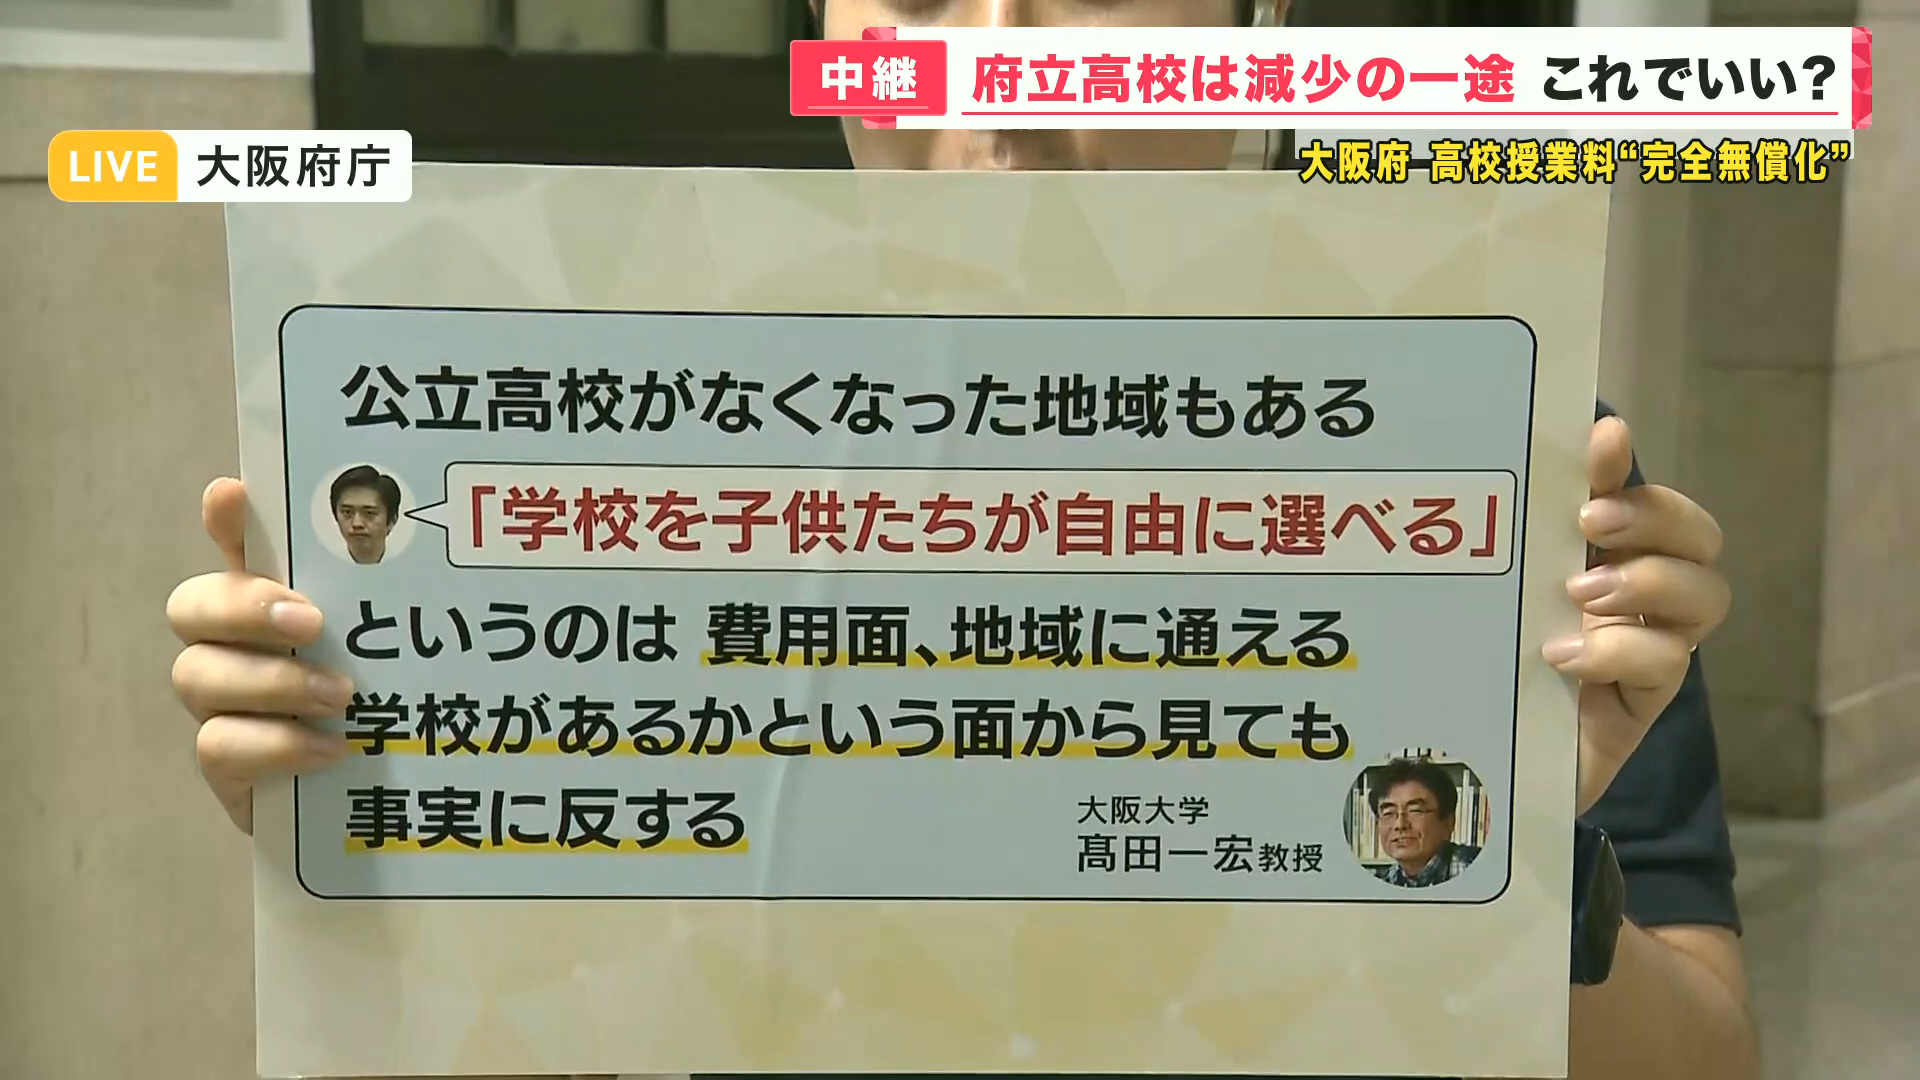 中継
府立高校は減少の一途 これでいい?
LIVE 大阪府庁
大阪府 高校授業料“完全無償化”
公立高校がなくなった地域もある
「学校を子供たちが自由に選べる」
というのは 費用面、地域に通える
学校があるかという面から見ても
事実に反する
大阪大学
髙田一宏教授